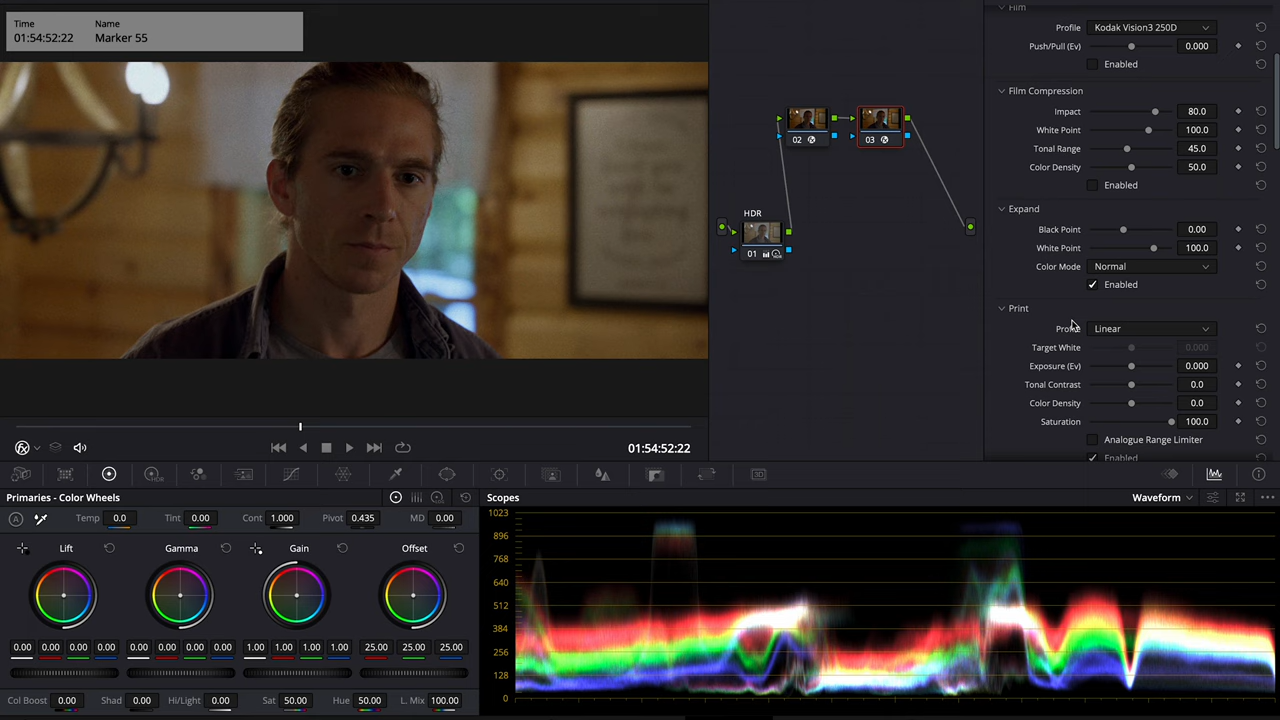 Time Name
01:54:52:22 Marker 55
HDR
01
02
03
01:54:52:22
Film
Profile Kodak Vision3 250D
Push/Pull (Ev) 0.000
Enabled
Film Compression
Impact 80.0
White Point 100.0
Tonal Range 45.0
Color Density 50.0
Enabled
Expand
Black Point 0.00
White Point 100.0
Color Mode Normal
Enabled
Print
Profile Linear
Target White 0.000
Exposure (Ev) 0.000
Tonal Contrast 0.0
Color Density 0.0
Saturation 100.0
Analogue Range Limiter
Enabled
3D
Primaries - Color Wheels
A Temp 0.0 Tint 0.00 Cont 1.000 Pivot 0.435 MD 0.00
Lift Gamma Gain Offset
0.00 0.00 0.00 0.00 0.00 0.00 0.00 0.00 1.00 1.00 1.00 1.00 25.00 25.00 25.00
Col Boost 0.00 Shad 0.00 Hi/Light 0.00 Sat 50.00 Hue 50.00 L. Mix 100.00
Scopes Waveform
1023
896
768
640
512
384
256
128
0